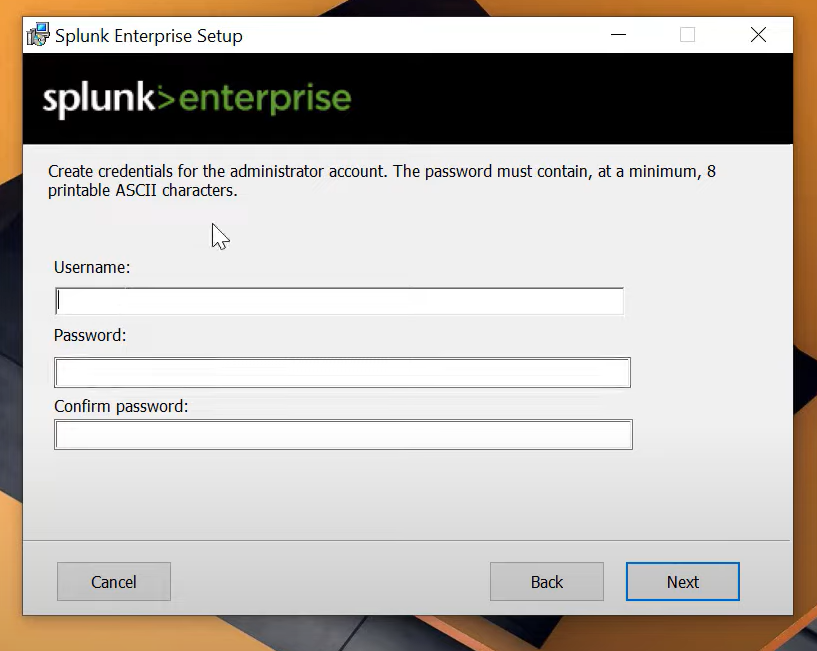 Splunk Enterprise Setup
splunk>enterprise
Create credentials for the administrator account. The password must contain, at a minimum, 8
printable ASCII characters.
Username:
Password:
Confirm password:
Cancel Back Next